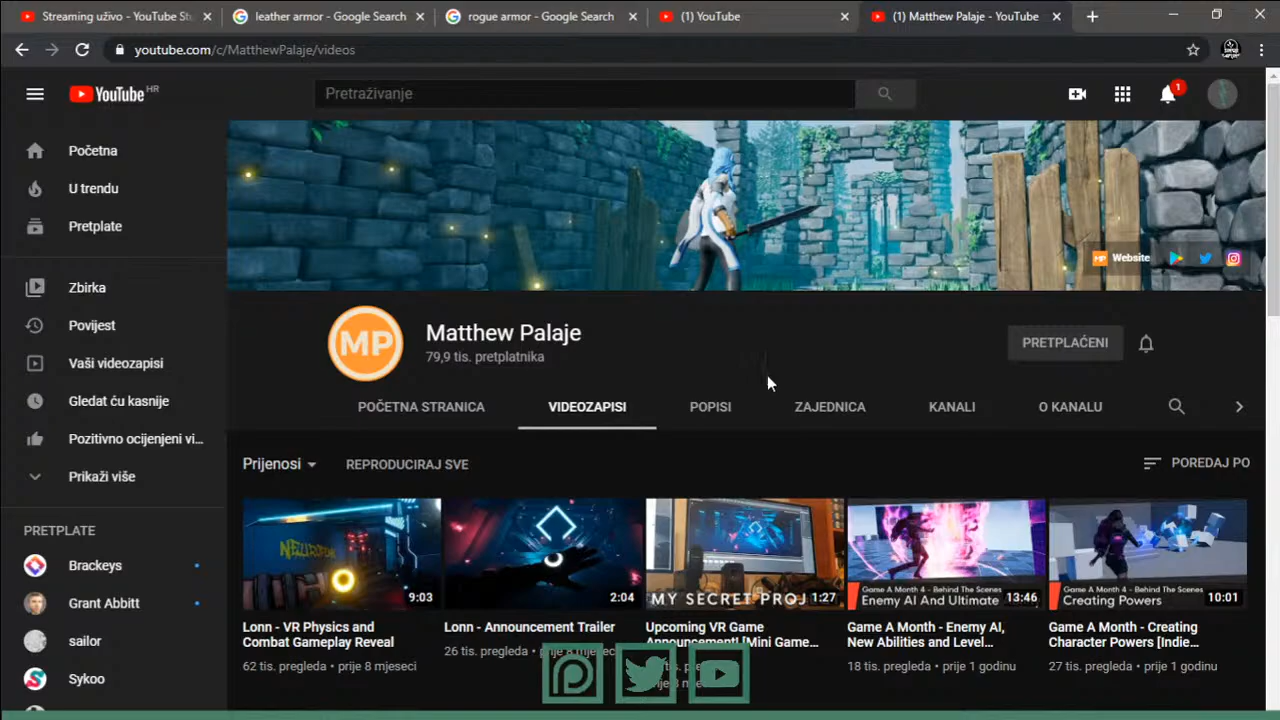 Streaming uživo - YouTube Stu
leather armor - Google Search
rogue armor - Google Search
(1) YouTube
(1) Matthew Palaje - YouTube
youtube.com/c/MatthewPalaje/videos
YouTube HR
Pretraživanje
1
Početna
U trendu
Pretplate
Zbirka
Povijest
Vaši videozapisi
Gledat ću kasnije
Pozitivno ocijenjeni vi...
Prikaži više
PRETPLATE
Brackeys
Grant Abbitt
sailor
Sykoo
MP Website
MP
Matthew Palaje
79,9 tis. pretplatnika
PRETPLAĆENI
POČETNA STRANICA
VIDEOZAPISI
POPISI
ZAJEDNICA
KANALI
O KANALU
Prijenosi
REPRODUCIRAJ SVE
POREDAJ PO
9:03
Lonn - VR Physics and
Combat Gameplay Reveal
62 tis. pregleda • prije 8 mjeseci
2:04
Lonn - Announcement Trailer
26 tis. pregleda • prije 8 mjeseci
MY SECRET PROJ
1:27
Upcoming VR Game
Announcement! [Mini Game...
Game A Month 4 - Behind The Scenes
Enemy AI And Ultimate
13:46
Game A Month - Enemy AI,
New Abilities and Level...
18 tis. pregleda • prije 1 godinu
Game A Month 4 - Behind The Scenes
Creating Powers
10:01
Game A Month - Creating
Character Powers [Indie...
27 tis. pregleda • prije 1 godinu